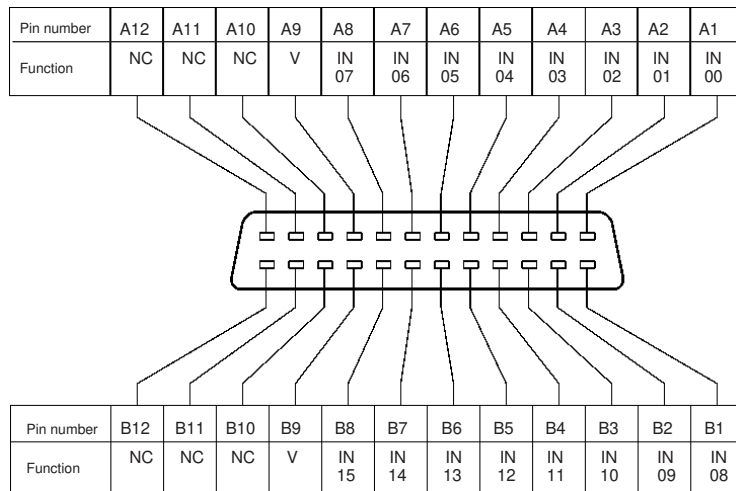 Pin number A12 A11 A10 A9 A8 A7 A6 A5 A4 A3 A2 A1
Function NC NC NC V IN 07 IN 06 IN 05 IN 04 IN 03 IN 02 IN 01 IN 00
Pin number B12 B11 B10 B9 B8 B7 B6 B5 B4 B3 B2 B1
Function NC NC NC V IN 15 IN 14 IN 13 IN 12 IN 11 IN 10 IN 09 IN 08